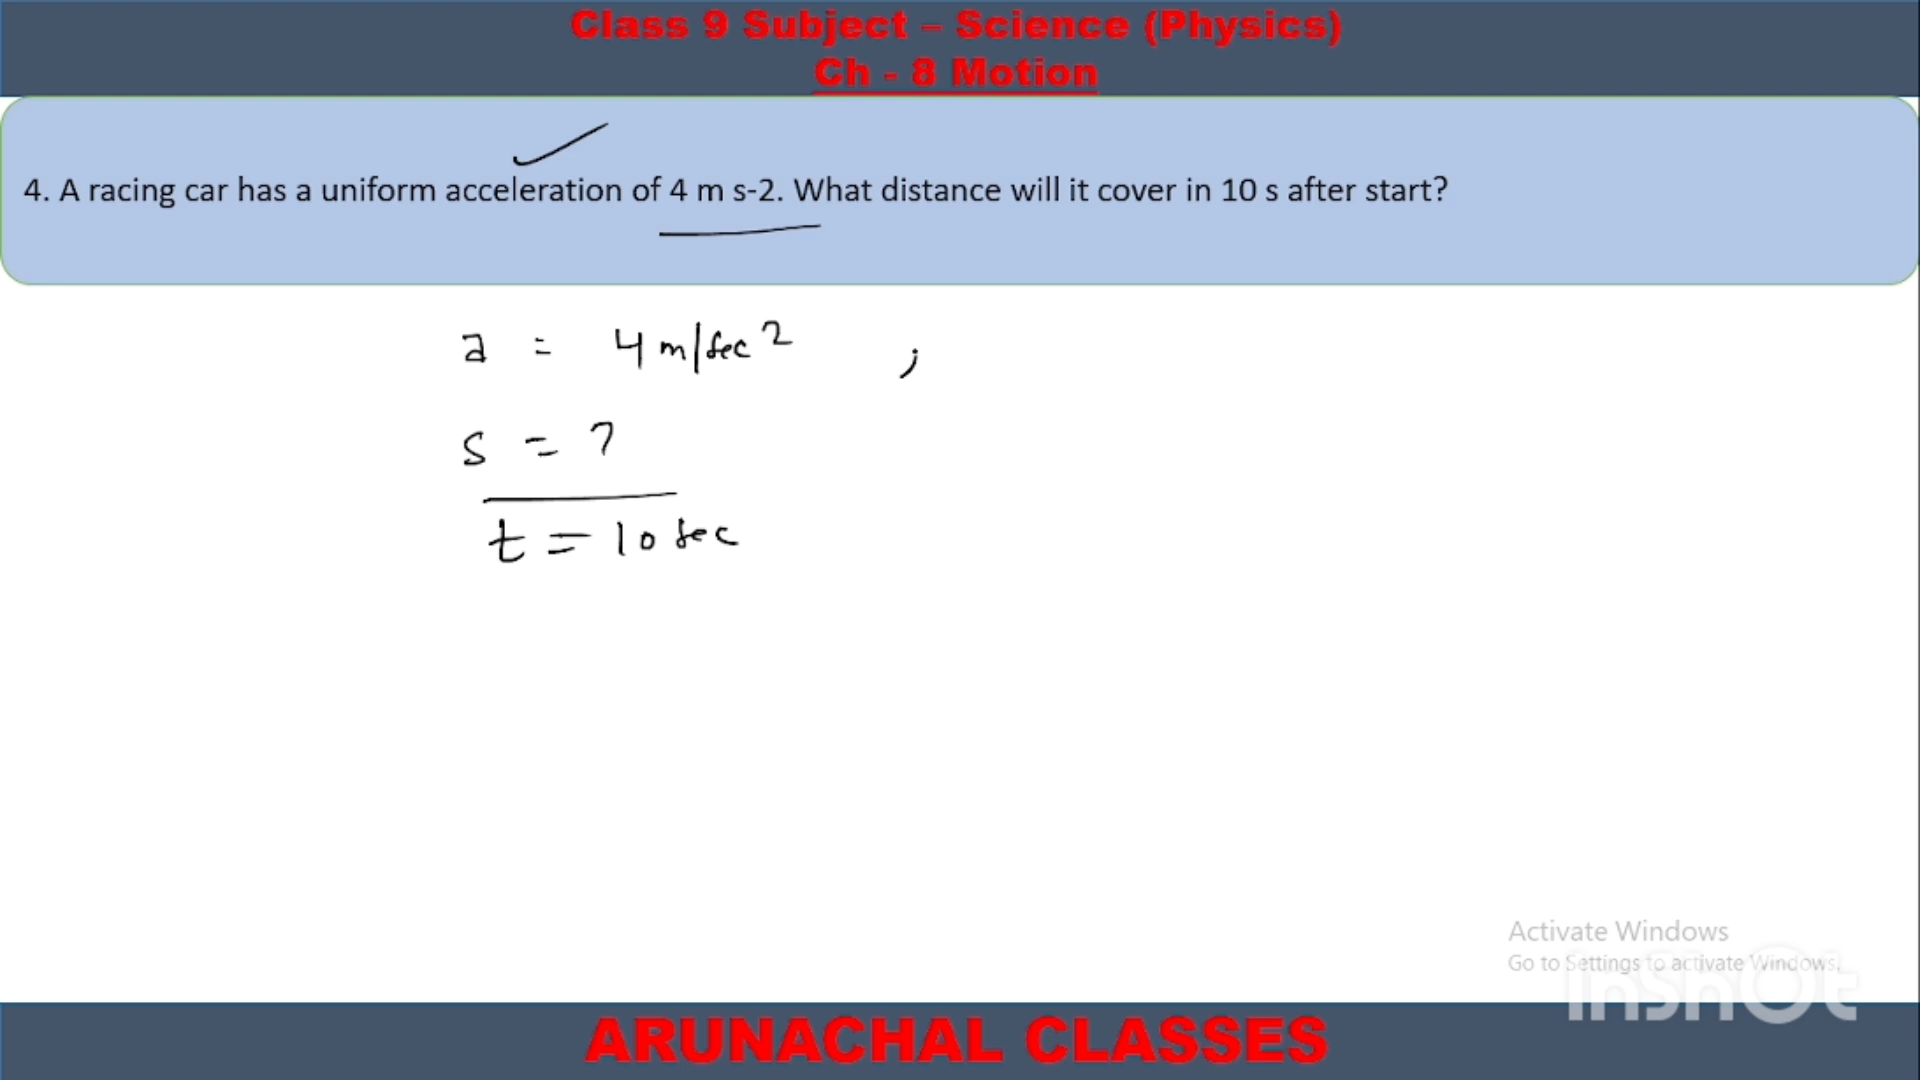 Class 9 Subject – Science (Physics)
Ch - 8 Motion
4. A racing car has a uniform acceleration of 4 m s-2. What distance will it cover in 10 s after start?
a = 4 m/sec 2 ;
s = ?
t = 10 sec
Activate Windows
Go to Settings to activate Windows.
InShOt
ARUNACHAL CLASSES